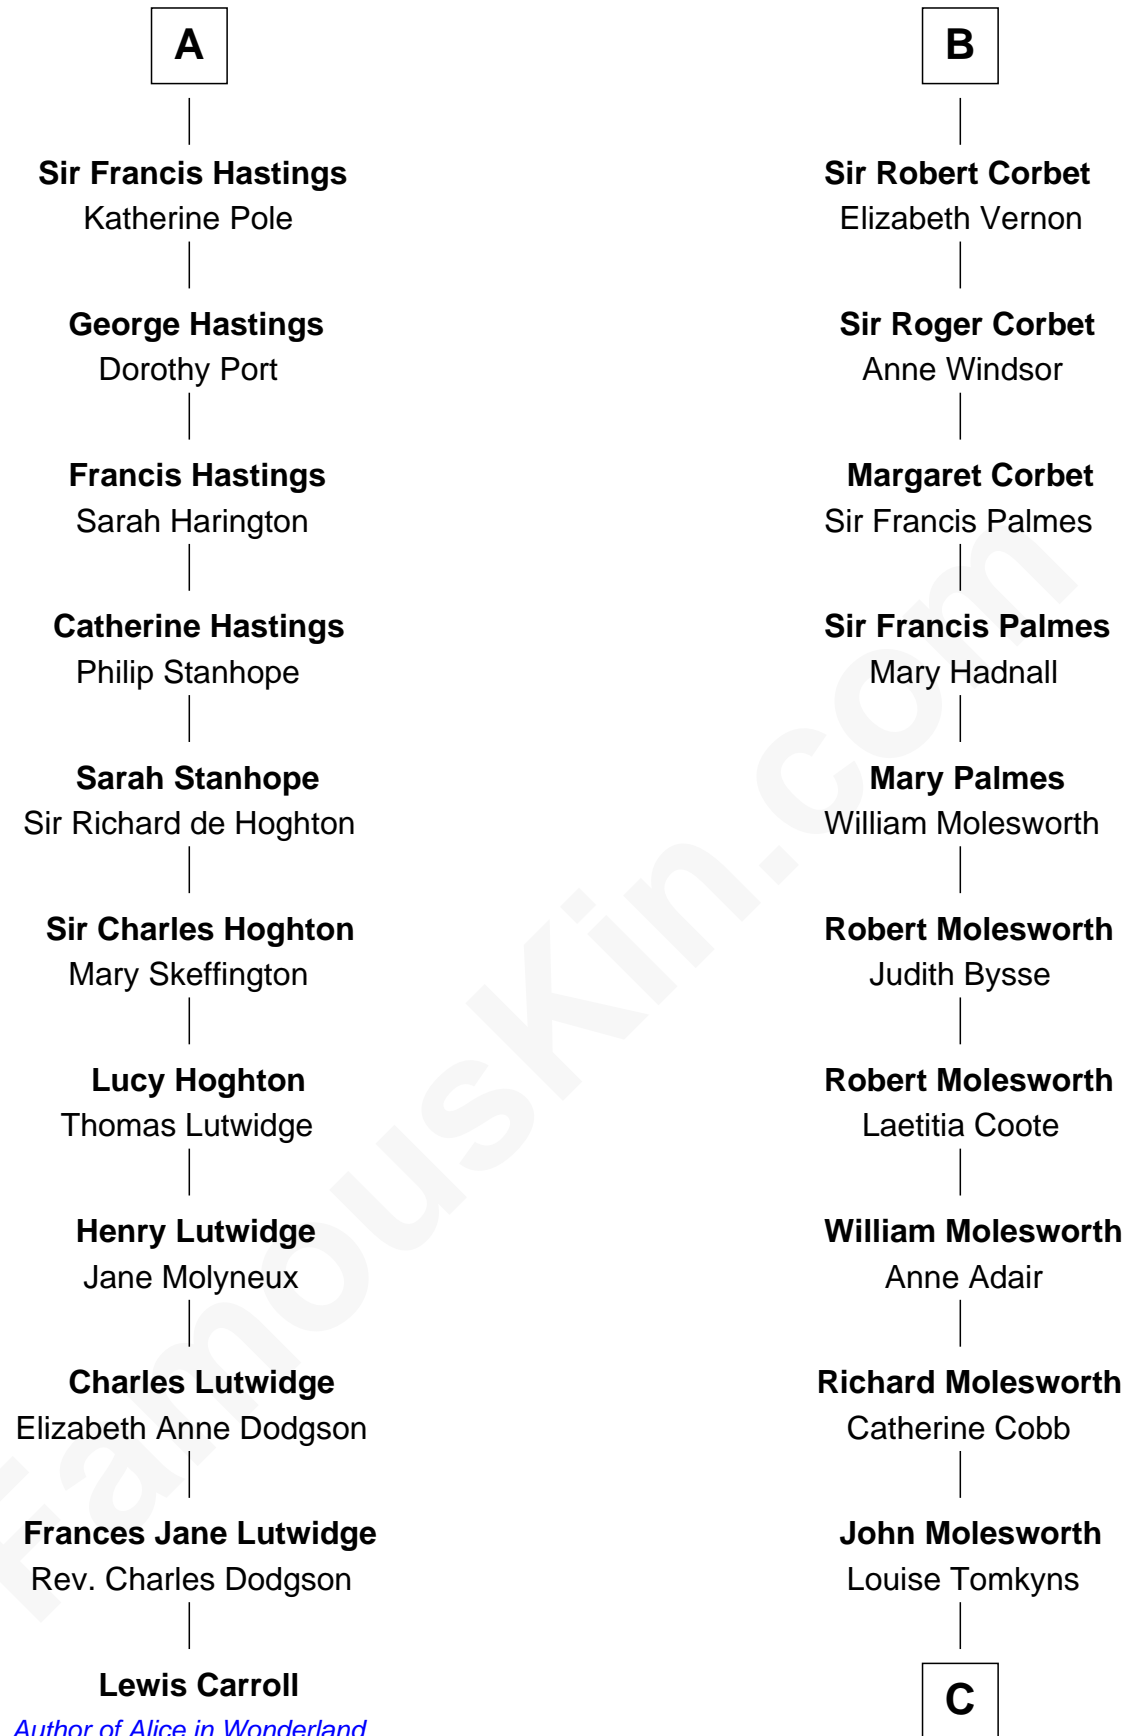 A
Sir Francis Hastings
Katherine Pole
George Hastings
Dorothy Port
Francis Hastings
Sarah Harington
Catherine Hastings
Philip Stanhope
Sarah Stanhope
Sir Richard de Hoghton
Sir Charles Hoghton
Mary Skeffington
Lucy Hoghton
Thomas Lutwidge
Henry Lutwidge
Jane Molyneux
Charles Lutwidge
Elizabeth Anne Dodgson
Frances Jane Lutwidge
Rev. Charles Dodgson
Lewis Carroll
Author of Alice in Wonderland
B
Sir Robert Corbet
Elizabeth Vernon
Sir Roger Corbet
Anne Windsor
Margaret Corbet
Sir Francis Palmes
Sir Francis Palmes
Mary Hadnall
Mary Palmes
William Molesworth
Robert Molesworth
Judith Bysse
Robert Molesworth
Laetitia Coote
William Molesworth
Anne Adair
Richard Molesworth
Catherine Cobb
John Molesworth
Louise Tomkyns
C
FamousKin.com